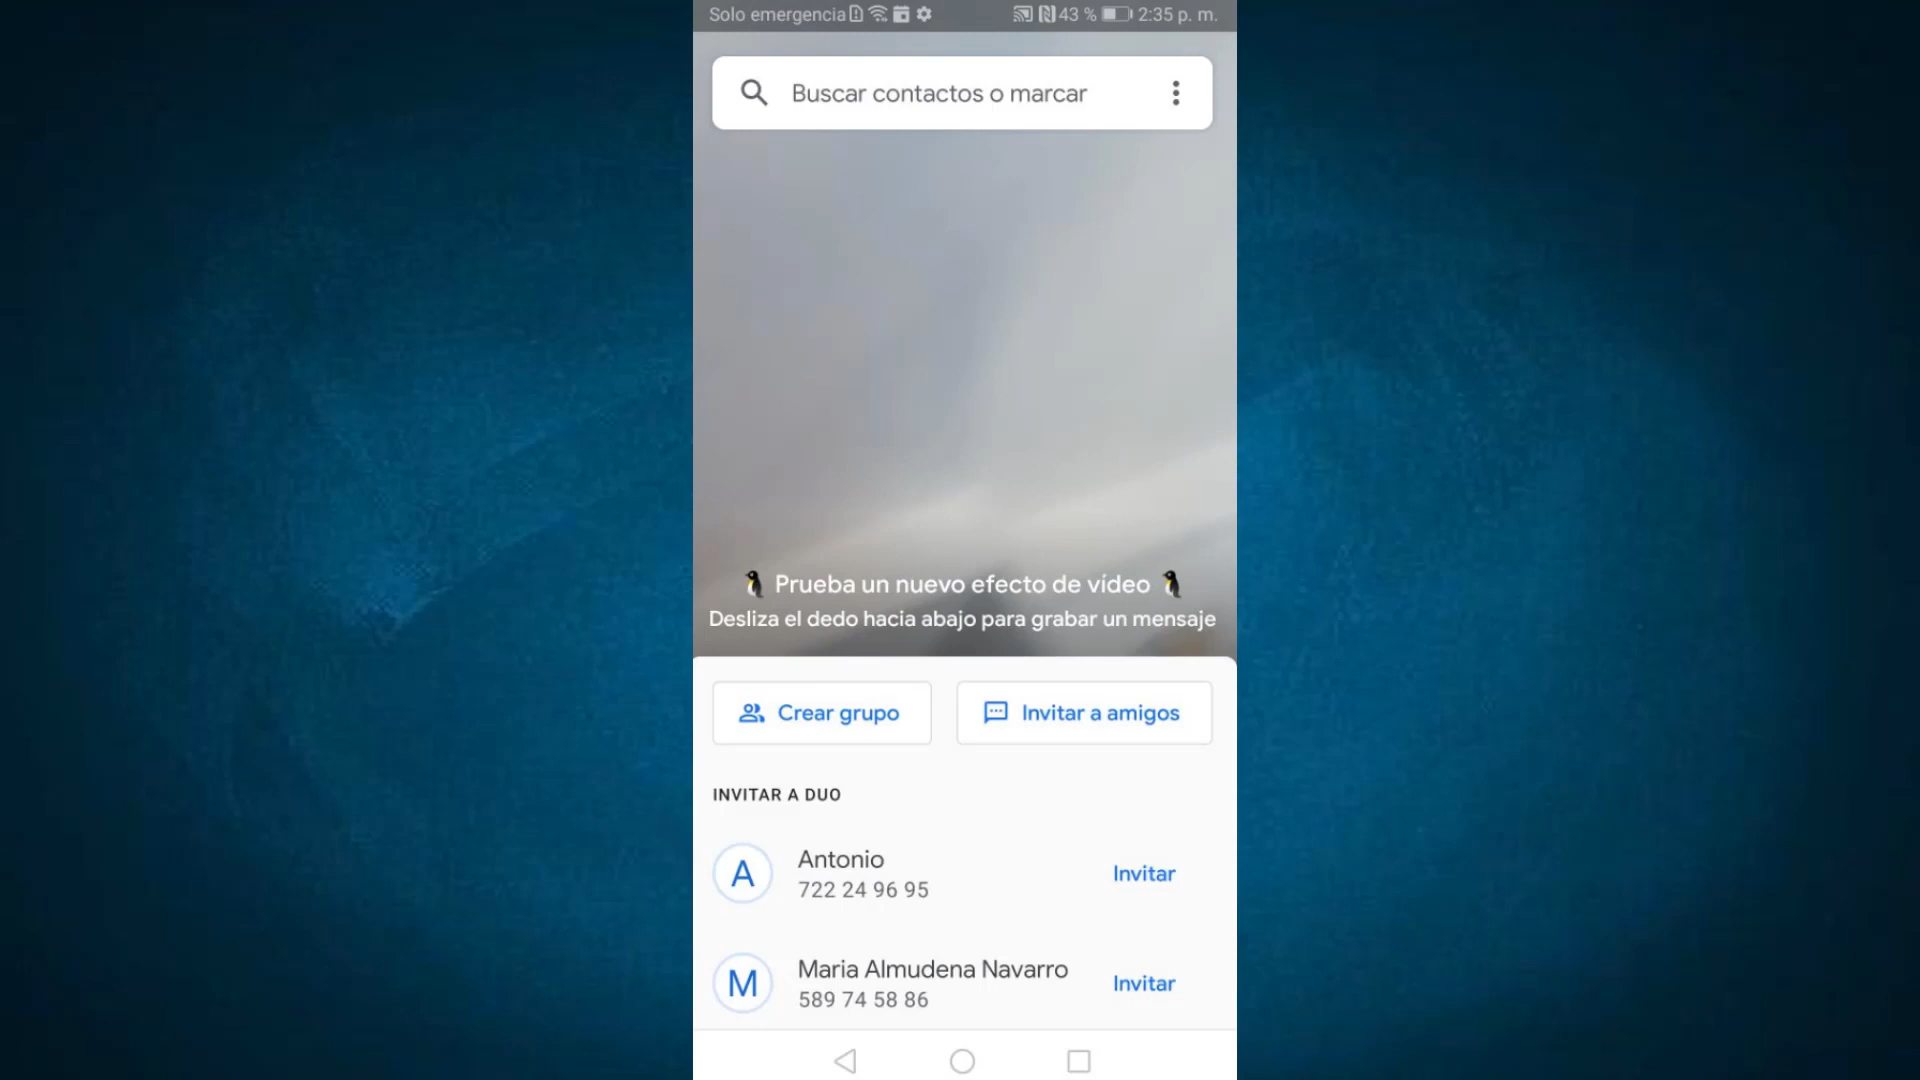 Solo emergencia
43 %
2:35 p. m.
Buscar contactos o marcar
Prueba un nuevo efecto de vídeo
Desliza el dedo hacia abajo para grabar un mensaje
Crear grupo
Invitar a amigos
INVITAR A DUO
A
Antonio
722 24 96 95
Invitar
M
Maria Almudena Navarro
589 74 58 86
Invitar